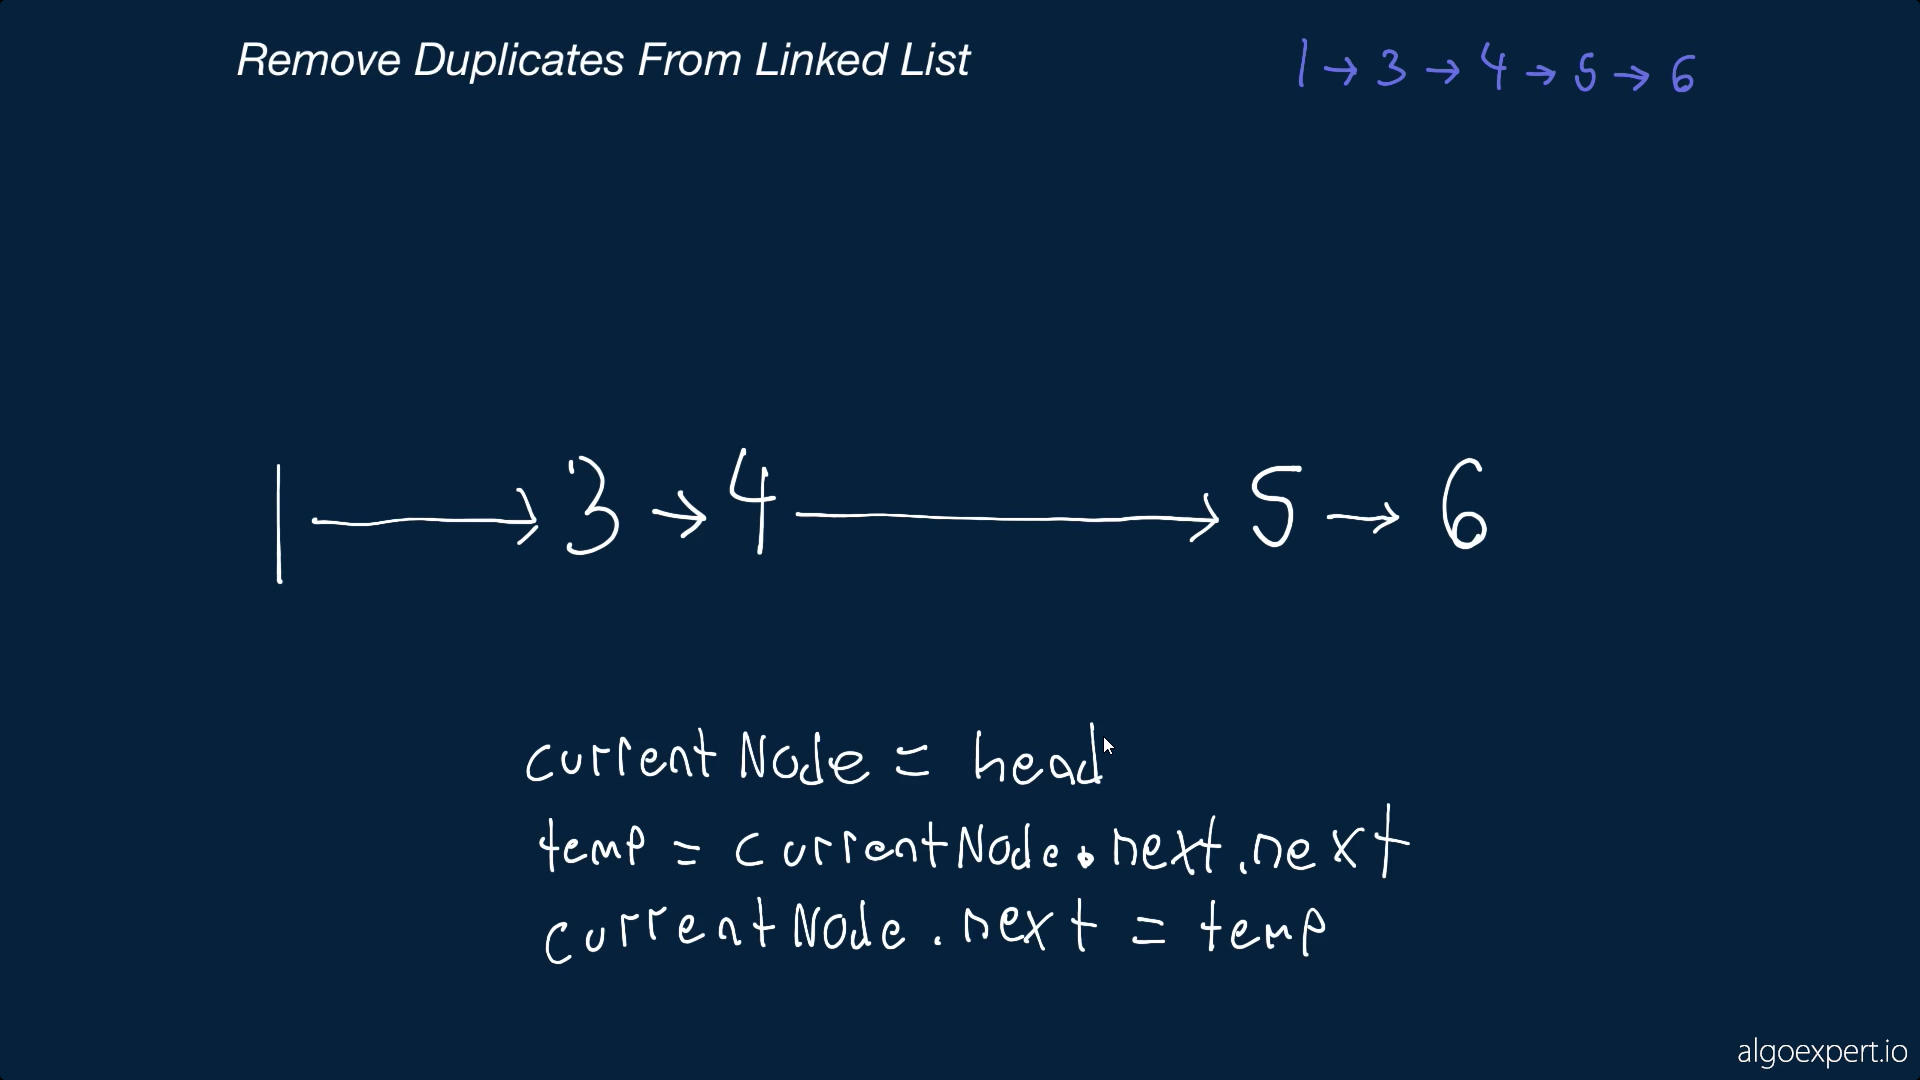 Remove Duplicates From Linked List
1 → 3 → 4 → 5 → 6
1 → 3 → 4 → 5 → 6
currentNode = head
temp = currentNode.next.next
currentNode.next = temp
algoexpert.io